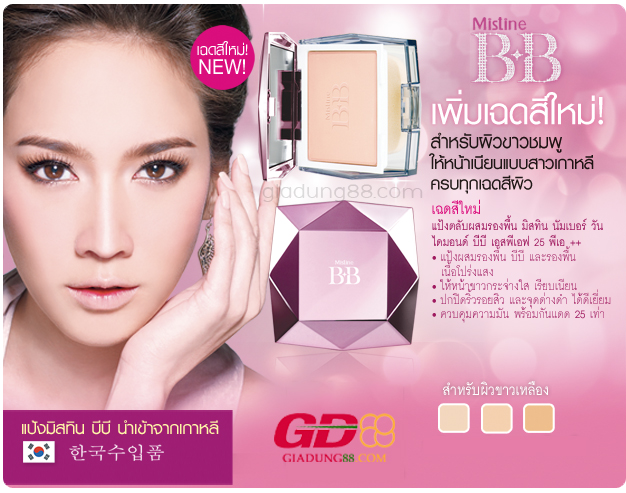 เฉดสีใหม่!
NEW!
Mistine
BB
Mistine
B·B
เพิ่มเฉดสีใหม่!
สำหรับผิวขาวชมพู
ให้หน้าเนียนแบบสาวเกาหลี
ครบทุกเฉดสีผิว
giadung88.com
เฉดสีใหม่
แป้งตลับผสมรองพื้น มิสทิน นัมเบอร์ วัน
ไดมอนด์ บีบี เอสพีเอฟ 25 พีเอ ++
• แป้งผสมรองพื้น บีบี และรองพื้น
เนื้อโปร่งแสง
• ให้หน้าขาวกระจ่างใส เรียบเนียน
• ปกปิดริ้วรอยสิว และจุดด่างดำ ได้ดีเยี่ยม
• ควบคุมความมัน พร้อมกันแดด 25 เท่า
Mistine
B·B
สำหรับผิวขาวเหลือง
แป้งมิสทิน บีบี นำเข้าจากเกาหลี
한국수입품
GD88
GIADUNG88.COM